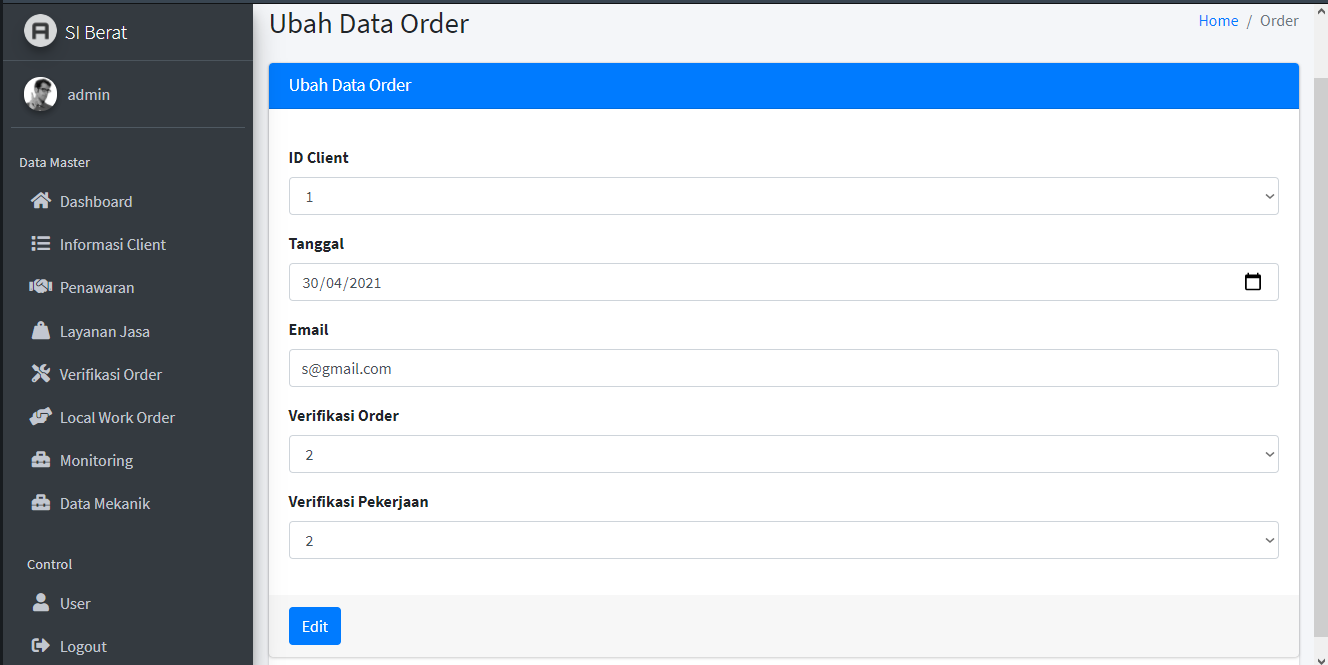 SI Berat
admin
Data Master
Dashboard
Informasi Client
Penawaran
Layanan Jasa
Verifikasi Order
Local Work Order
Monitoring
Data Mekanik
Control
User
Logout
Ubah Data Order
Home / Order
Ubah Data Order
ID Client
1
Tanggal
30/04/2021
Email
s@gmail.com
Verifikasi Order
2
Verifikasi Pekerjaan
2
Edit